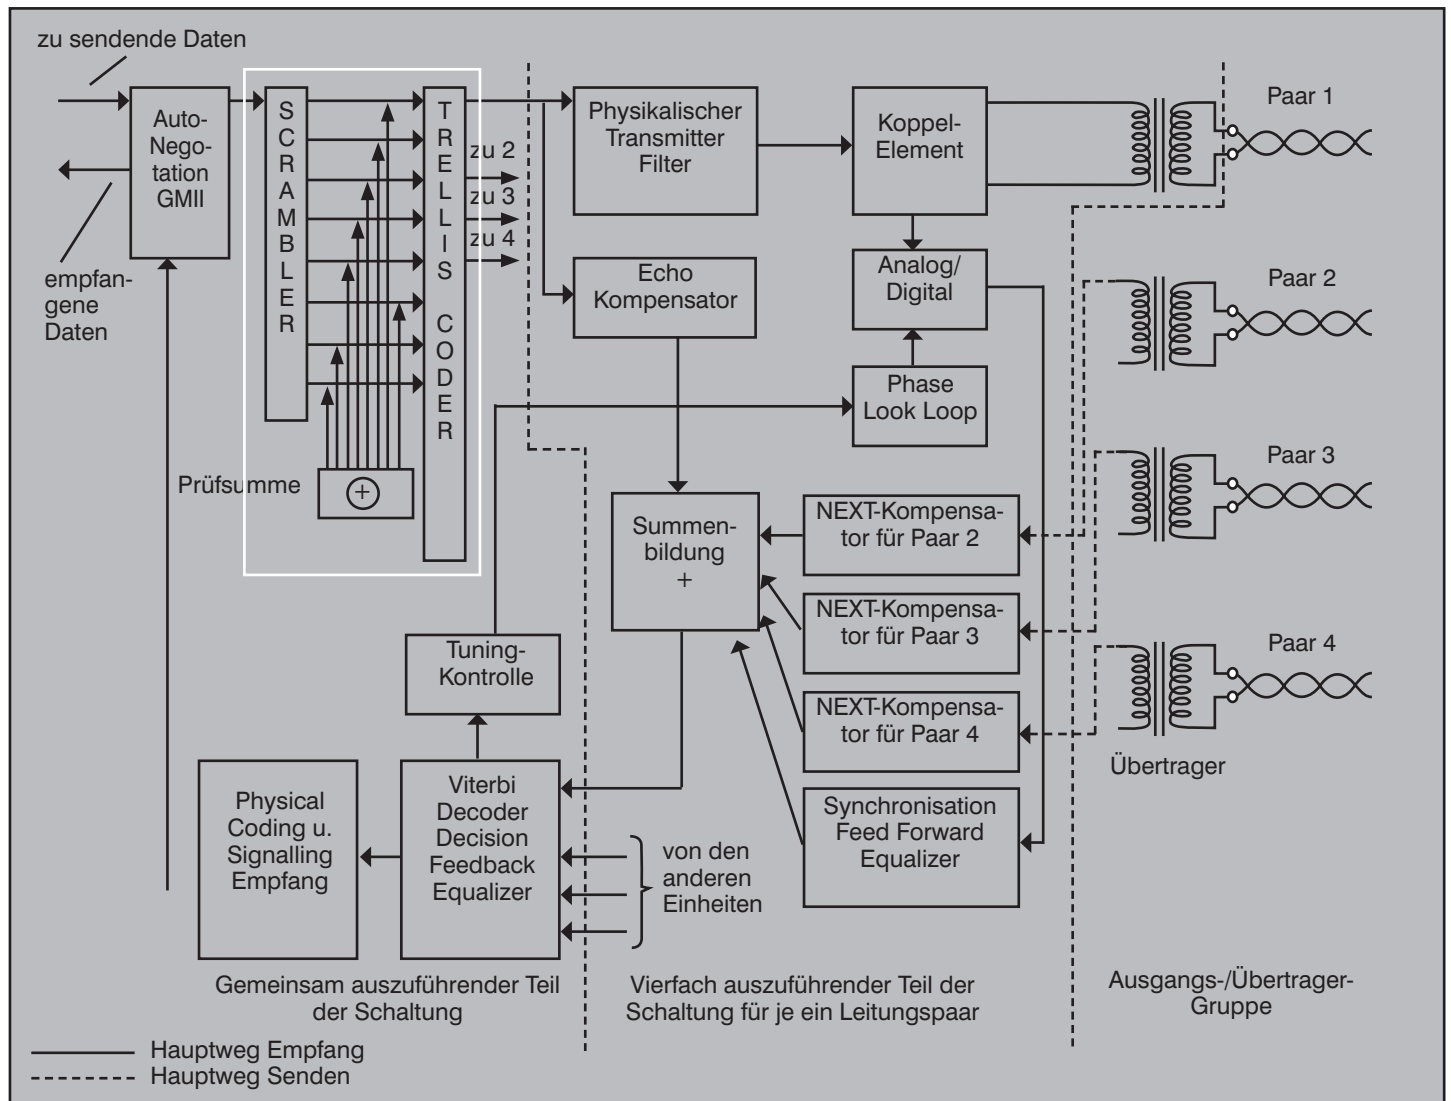 zu sendende Daten
Auto-
Nego-
tation
GMII
empfan-
gene
Daten
SCRAMBLER
TRELLIS CODER
Prüfsumme
+
zu 2
zu 3
zu 4
Physikalischer
Transmitter
Filter
Koppel-
Element
Echo
Kompensator
Analog/
Digital
Phase
Look Loop
Paar 1
Paar 2
Paar 3
Paar 4
Übertrager
Summen-
bildung
+
NEXT-Kompensa-
tor für Paar 2
NEXT-Kompensa-
tor für Paar 3
NEXT-Kompensa-
tor für Paar 4
Synchronisation
Feed Forward
Equalizer
Tuning-
Kontrolle
Physical
Coding u.
Signalling
Empfang
Viterbi
Decoder
Decision
Feedback
Equalizer
von den
anderen
Einheiten
Gemeinsam auszuführender Teil
der Schaltung
Vierfach auszuführender Teil der
Schaltung für je ein Leitungspaar
Ausgangs-/Übertrager-
Gruppe
Hauptweg Empfang
Hauptweg Senden